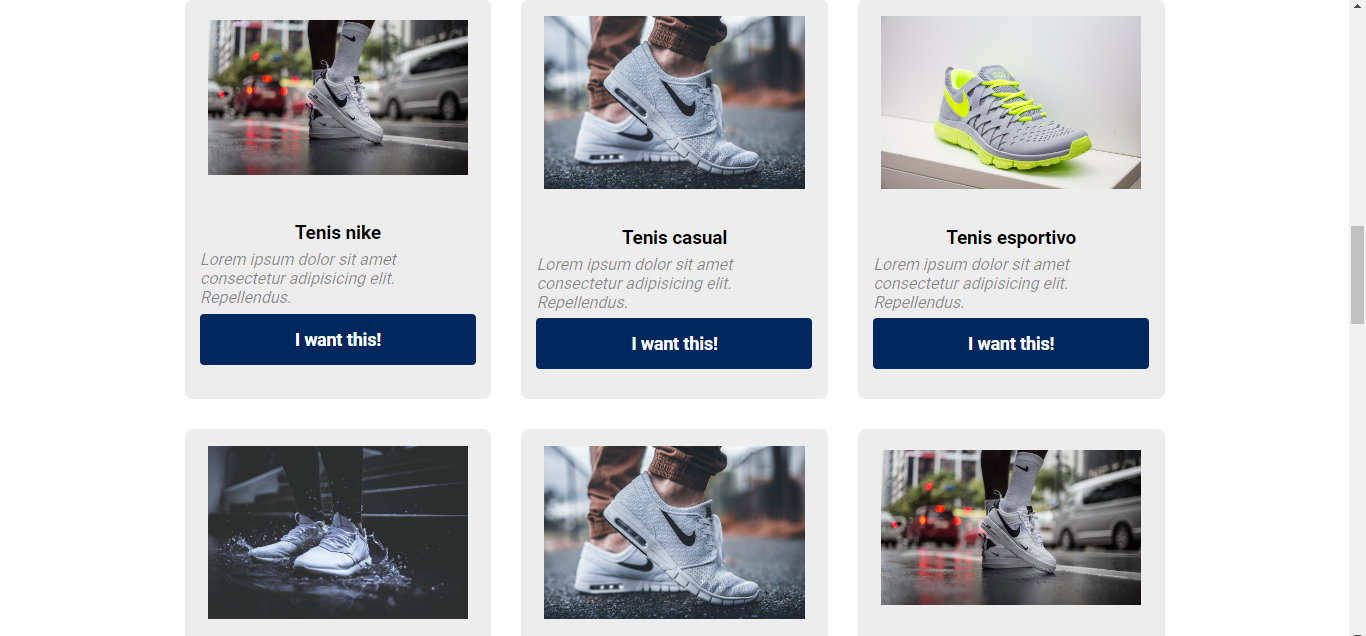 Tenis nike
Lorem ipsum dolor sit amet
consectetur adipisicing elit.
Repellendus.
I want this!
Tenis casual
Lorem ipsum dolor sit amet
consectetur adipisicing elit.
Repellendus.
I want this!
Tenis esportivo
Lorem ipsum dolor sit amet
consectetur adipisicing elit.
Repellendus.
I want this!